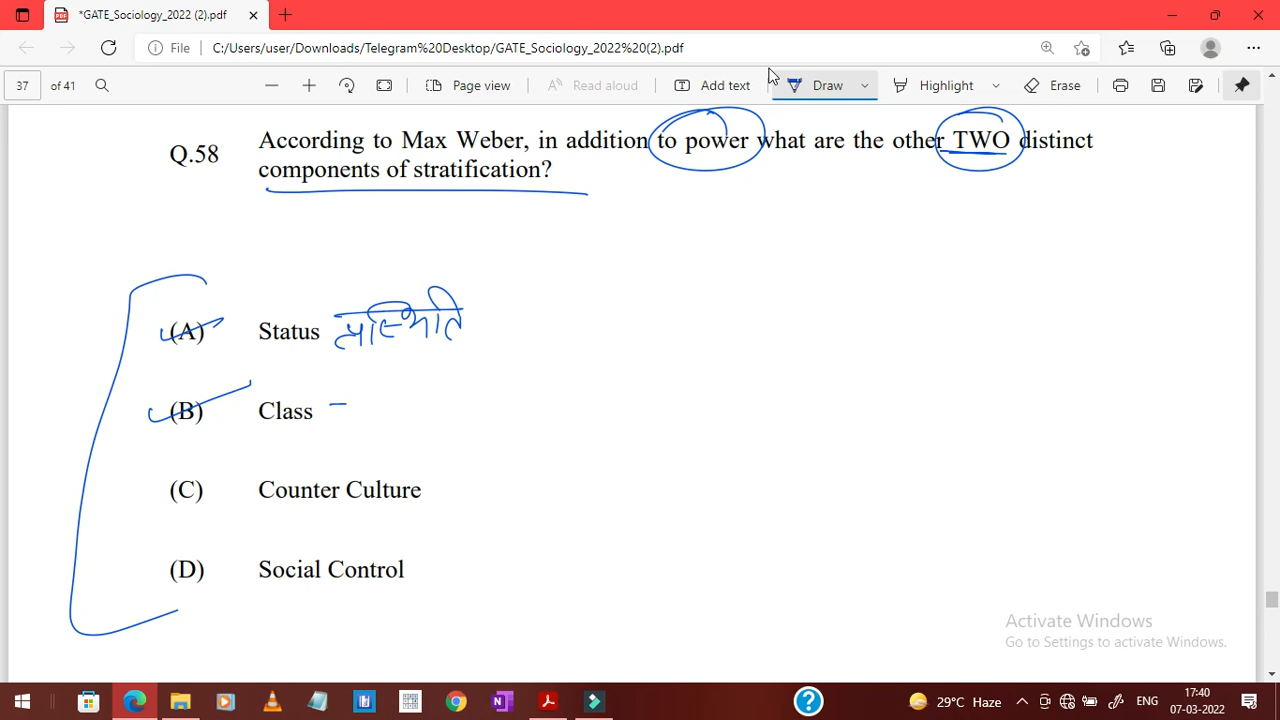 *GATE_Sociology_2022 (2).pdf
File C:/Users/user/Downloads/Telegram%20Desktop/GATE_Sociology_2022%20(2).pdf
37 of 41 Page view Read aloud Add text Draw Highlight Erase
Q.58 According to Max Weber, in addition to power what are the other TWO distinct
components of stratification?
(A) Status
(B) Class
(C) Counter Culture
(D) Social Control
Activate Windows
Go to Settings to activate Windows.
29°C Haze ENG 17:40
07-03-2022